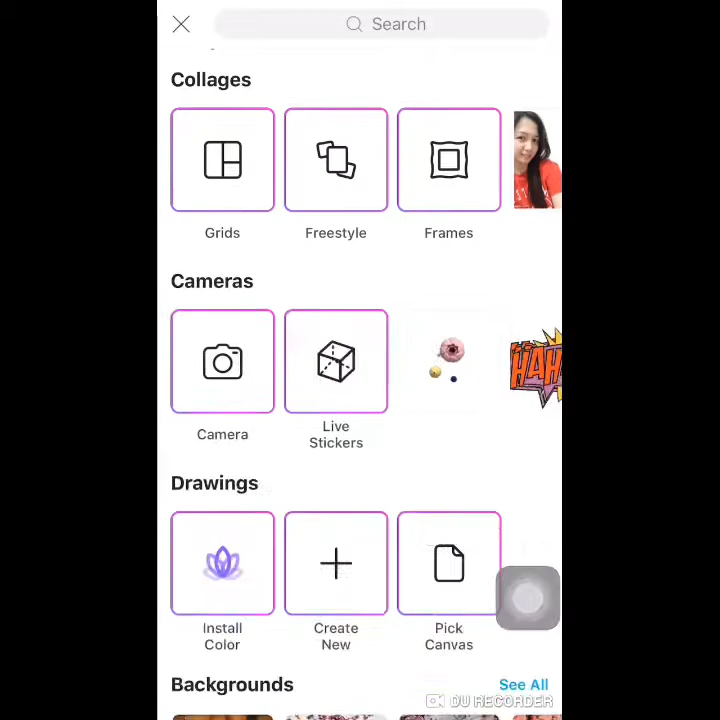 Search
Collages
Grids
Freestyle
Frames
Cameras
HAH
Camera
Live
Stickers
Drawings
Install
Color
Create
New
Pick
Canvas
Backgrounds
See All
DU RECORDER